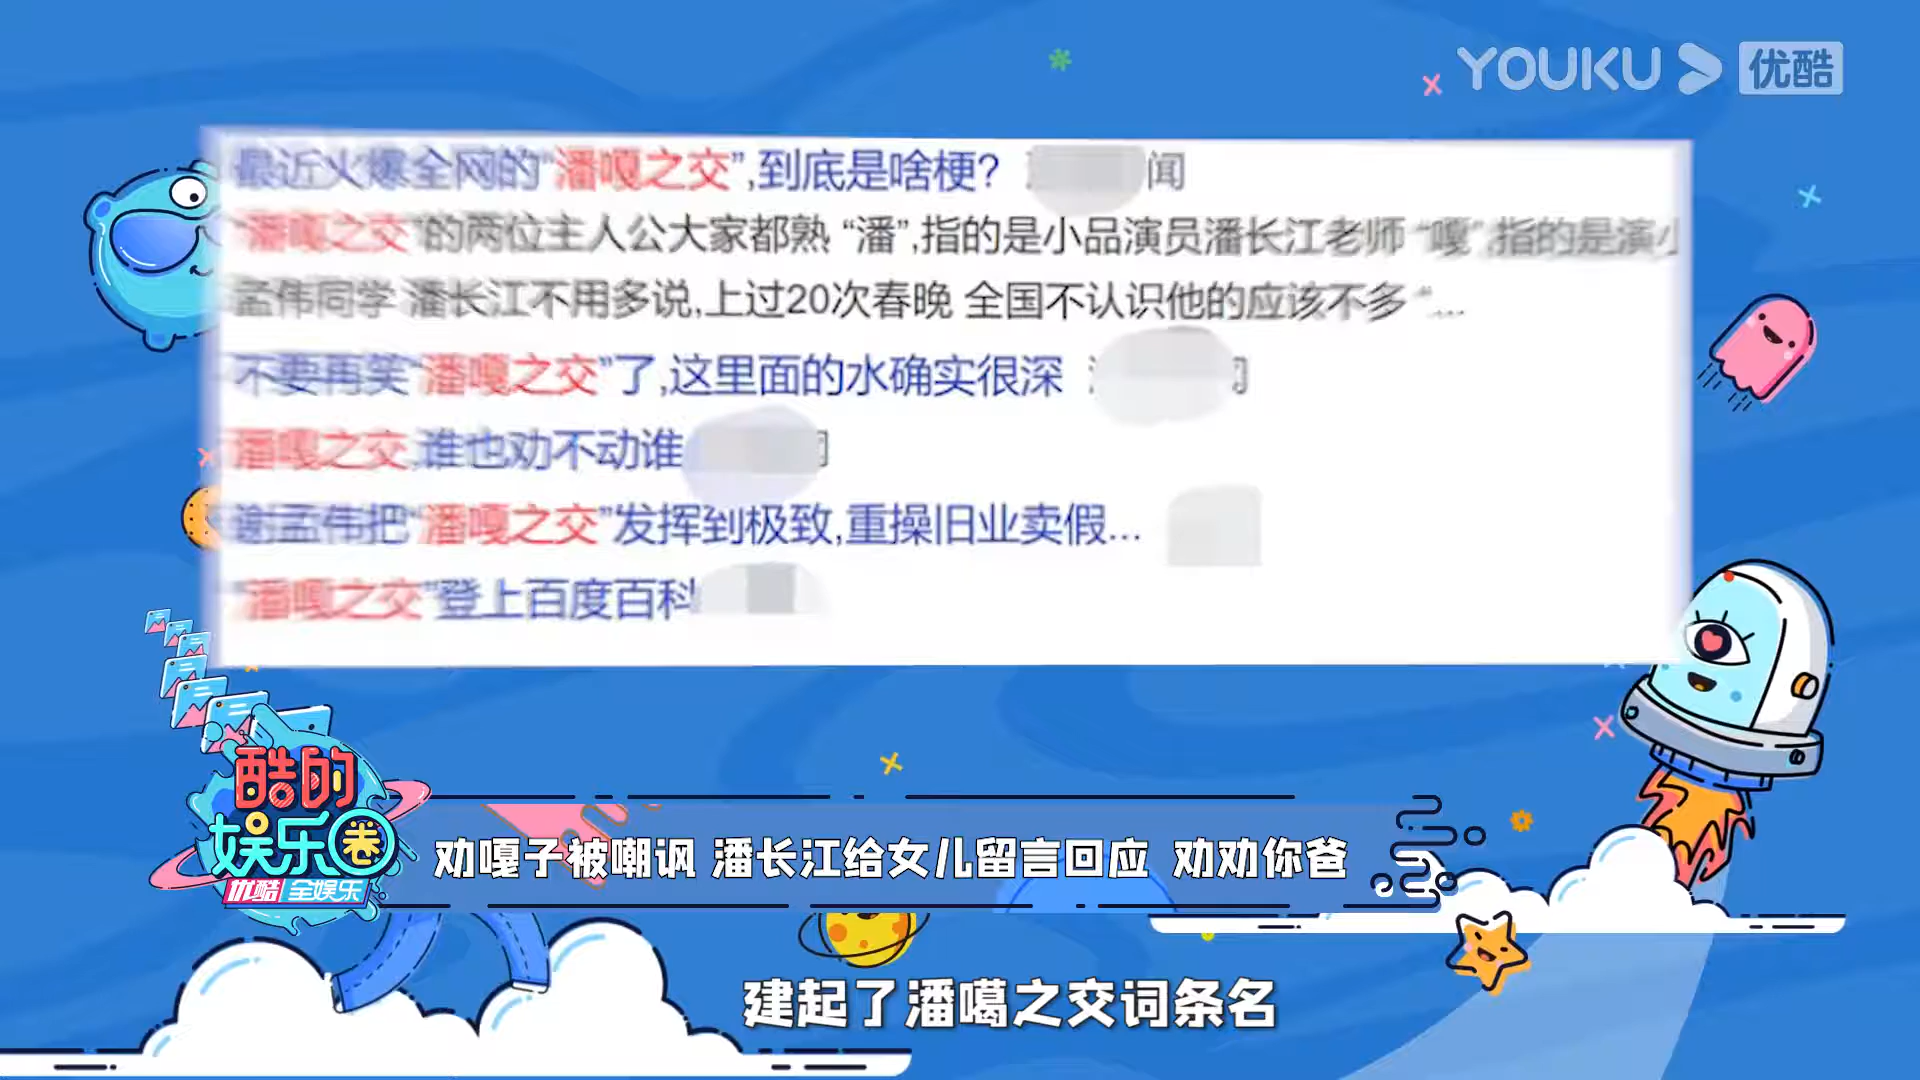 YOUKU 优酷
最近火爆全网的“潘嘎之交”,到底是啥梗? 闻
“潘嘎之交”的两位主人公大家都熟 “潘”,指的是小品演员潘长江老师 “嘎”,指的是演小
孟伟同学 潘长江不用多说,上过20次春晚 全国不认识他的应该不多 “...
不要再笑“潘嘎之交”了,这里面的水确实很深
潘嘎之交,谁也劝不动谁
谢孟伟把“潘嘎之交”发挥到极致,重操旧业卖假...
“潘嘎之交”登上百度百科
酷的
娱乐圈
优酷 全娱乐
劝嘎子被嘲讽 潘长江给女儿留言回应 劝劝你爸
建起了潘噶之交词条名